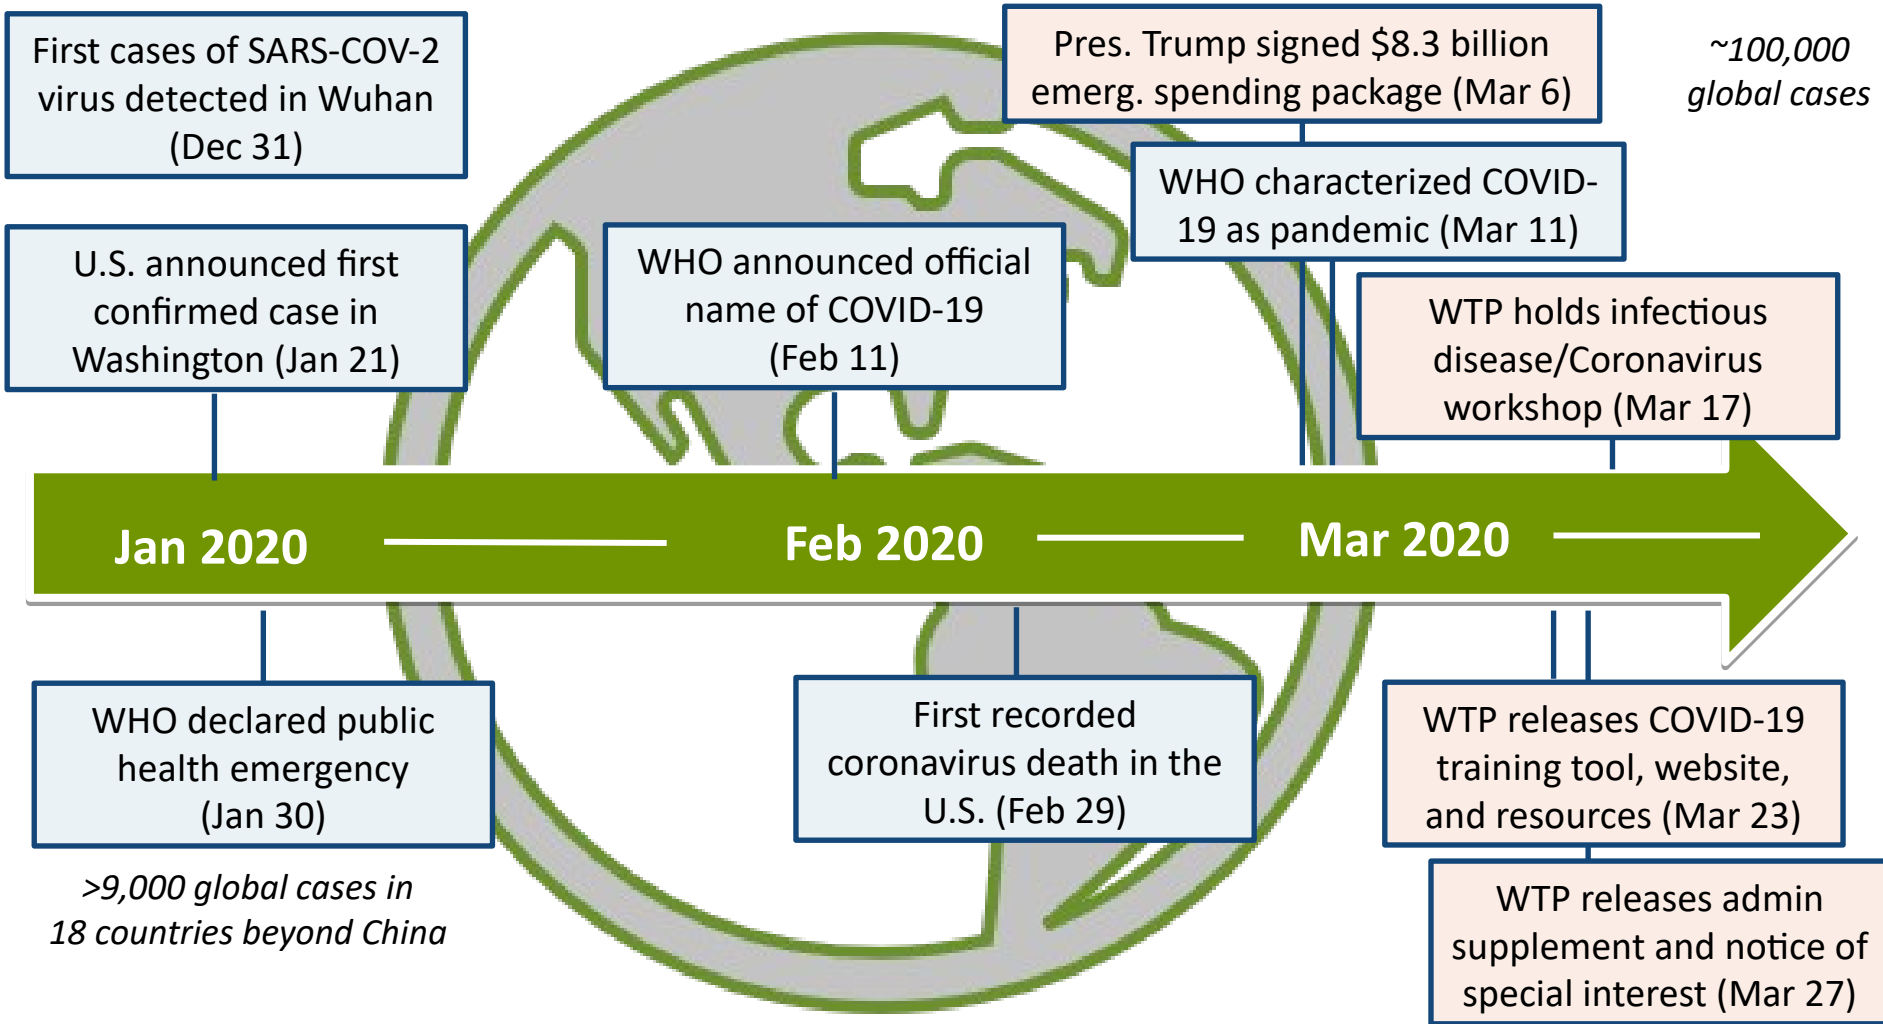 First cases of SARS-COV-2
virus detected in Wuhan
(Dec 31)
Pres. Trump signed $8.3 billion
emerg. spending package (Mar 6)
~100,000
global cases
WHO characterized COVID-
19 as pandemic (Mar 11)
U.S. announced first
confirmed case in
Washington (Jan 21)
WHO announced official
name of COVID-19
(Feb 11)
WTP holds infectious
disease/Coronavirus
workshop (Mar 17)
Jan 2020
Feb 2020
Mar 2020
WHO declared public
health emergency
(Jan 30)
>9,000 global cases in
18 countries beyond China
First recorded
coronavirus death in the
U.S. (Feb 29)
WTP releases COVID-19
training tool, website,
and resources (Mar 23)
WTP releases admin
supplement and notice of
special interest (Mar 27)